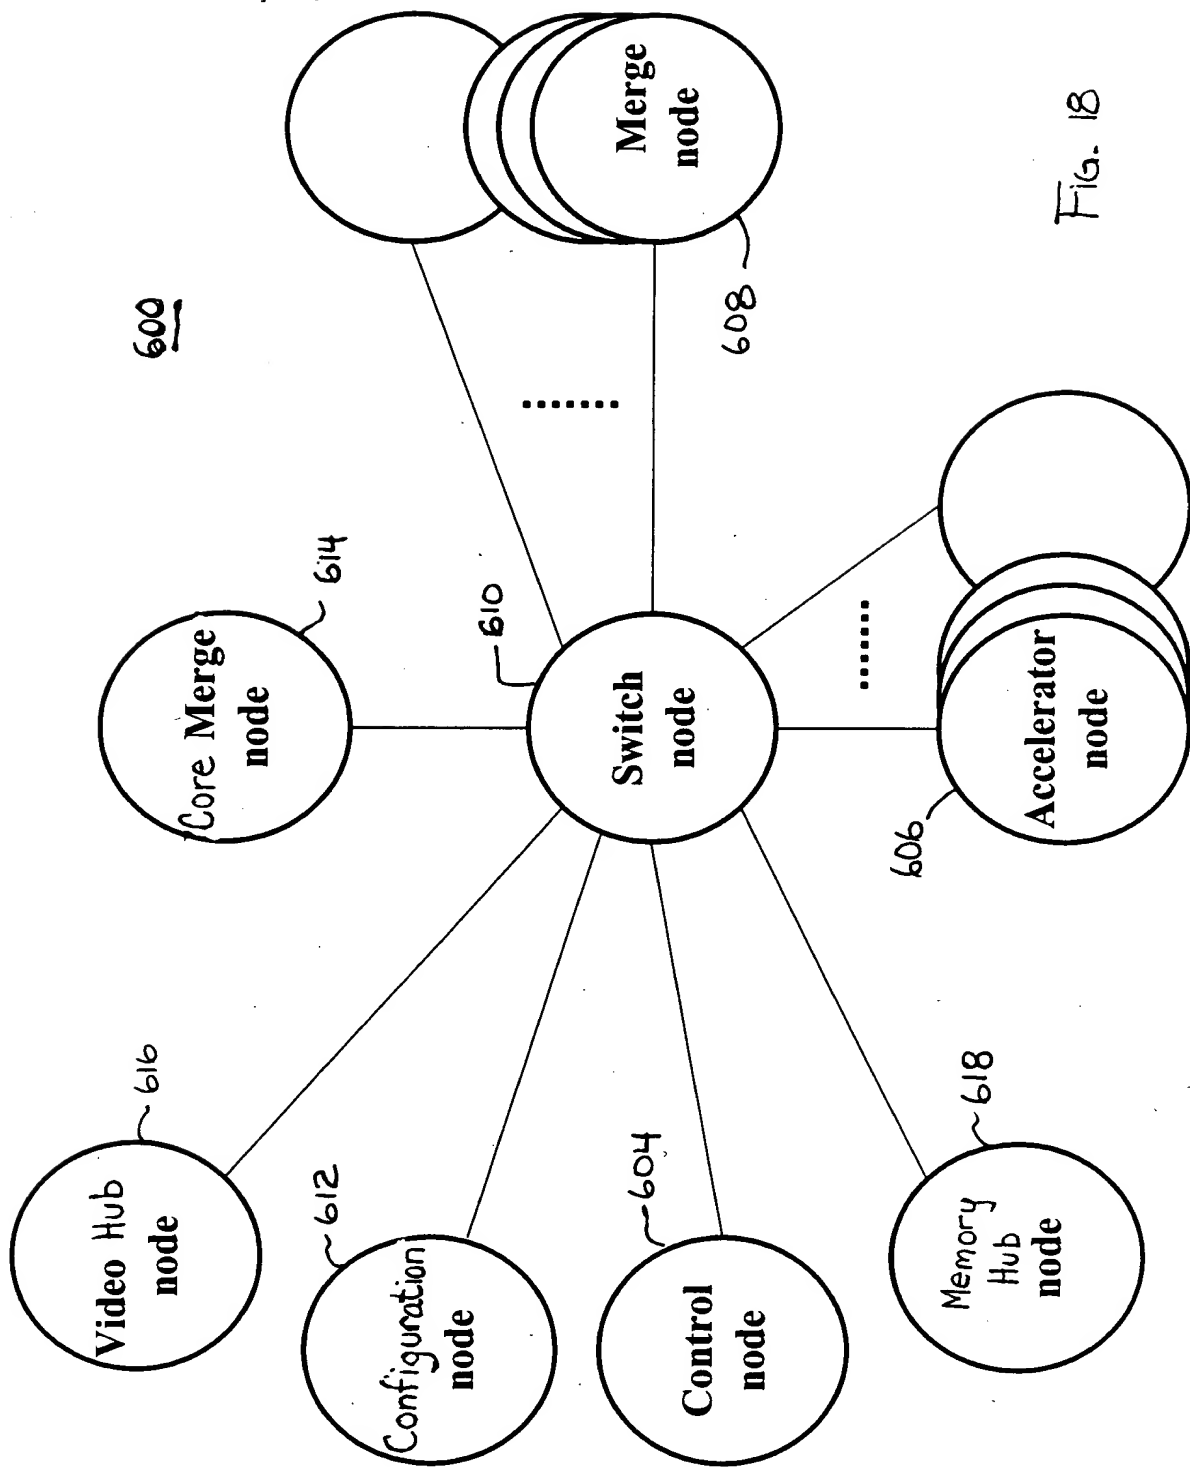 600
Video Hub
node
616
Configuration
node
612
Control
node
604
Memory
Hub
node
618
Core Merge
node
614
Switch
node
610
Accelerator
node
606
Merge
node
608
Fig. 18